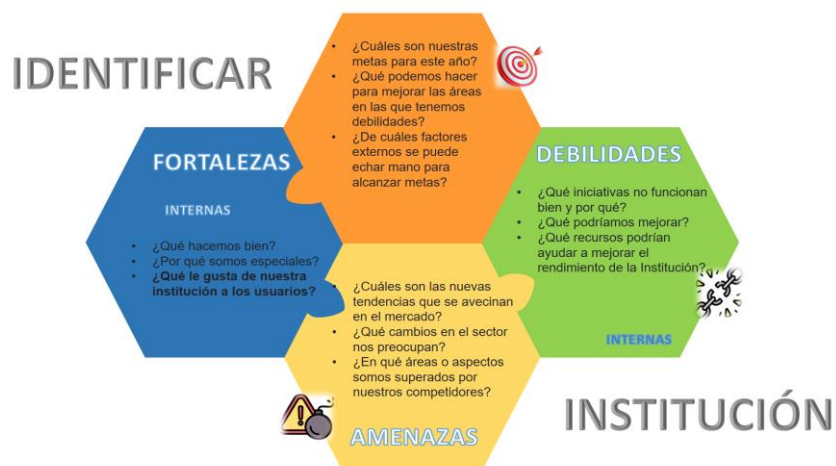 IDENTIFICAR
• ¿Cuáles son nuestras
metas para este año?
• ¿Qué podemos hacer
para mejorar las áreas
en las que tenemos
debilidades?
• ¿De cuáles factores
externos se puede
echar mano para
alcanzar metas?
FORTALEZAS
INTERNAS
• ¿Qué hacemos bien?
• ¿Por qué somos especiales?
• ¿Qué le gusta de nuestra
institución a los usuarios?
DEBILIDADES
• ¿Qué iniciativas no funcionan
bien y por qué?
• ¿Qué podríamos mejorar?
• ¿Qué recursos podrían
ayudar a mejorar el
rendimiento de la Institución?
INTERNAS
• ¿Cuáles son las nuevas
tendencias que se avecinan
en el mercado?
• ¿Qué cambios en el sector
nos preocupan?
• ¿En qué áreas o aspectos
somos superados por
nuestros competidores?
AMENAZAS
INSTITUCIÓN